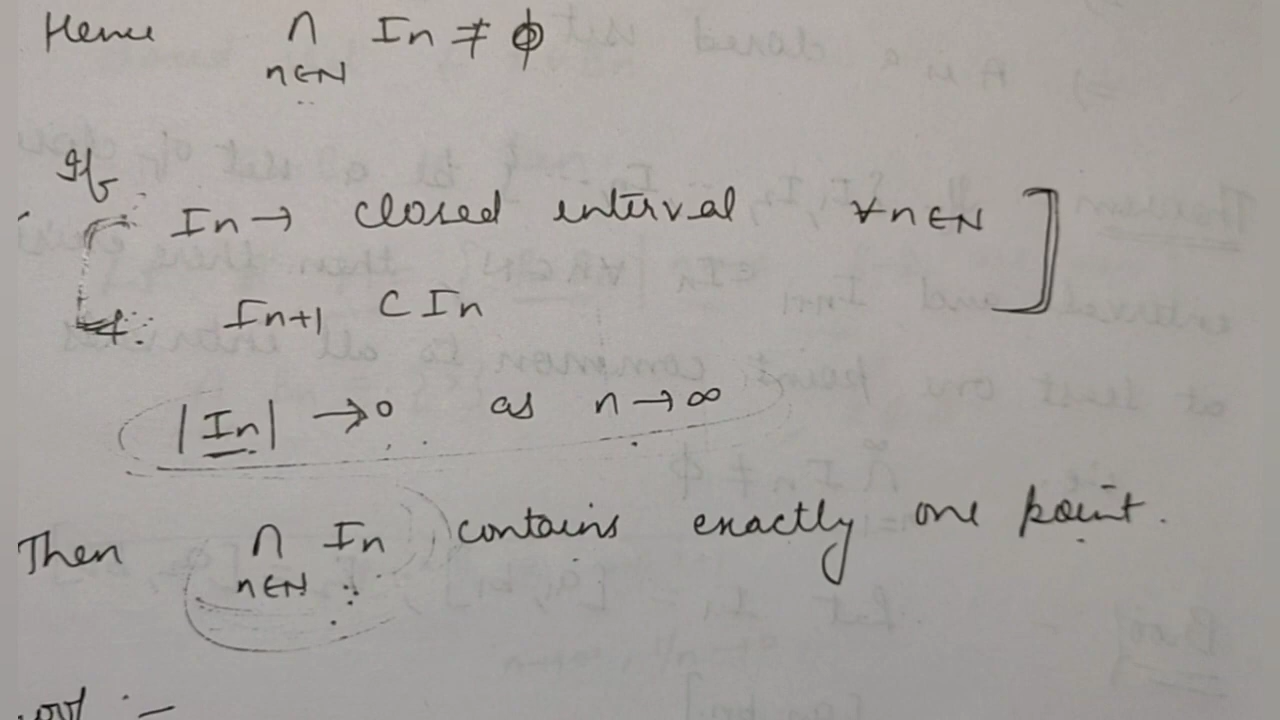 Hence ∩ In ≠ ϕ
n∈N
If
In → closed interval ∀n∈N
In+1 ⊂ In
|In| → 0 as n → ∞
Then ∩ In contains exactly one point.
n∈N